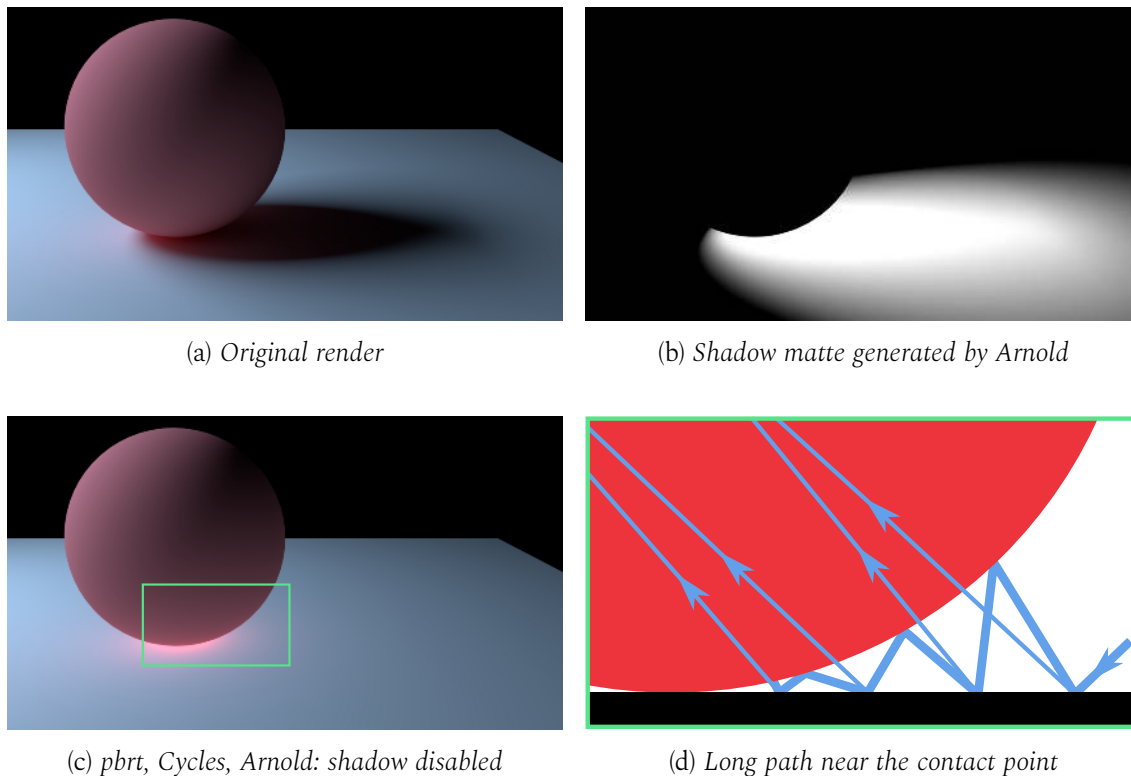 (a) Original render
(b) Shadow matte generated by Arnold
(c) pbrt, Cycles, Arnold: shadow disabled
(d) Long path near the contact point